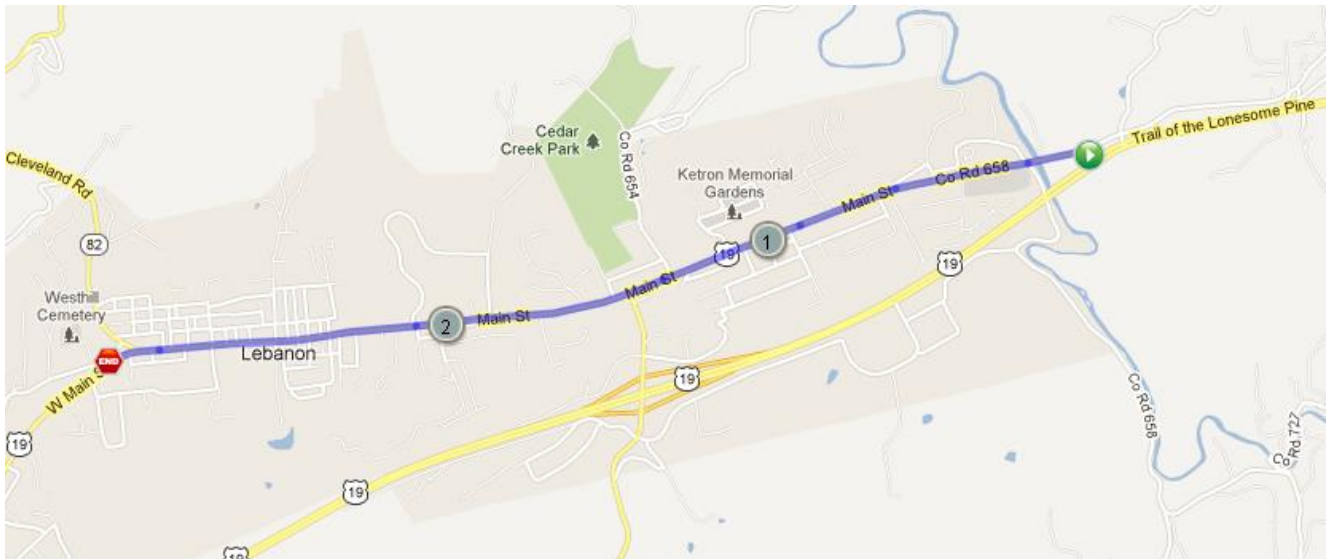 Trail of the Lonesome Pine
Cedar
Creek Park
Co Rd 654
Cleveland Rd
Ketron Memorial
Gardens
Co Rd 658
Main St
82
1
19
19
Westhill
Cemetery
Main St
Main St
2
Lebanon
END
W Main S
19
19
Co Rd 658
Co Rd 727
19
19